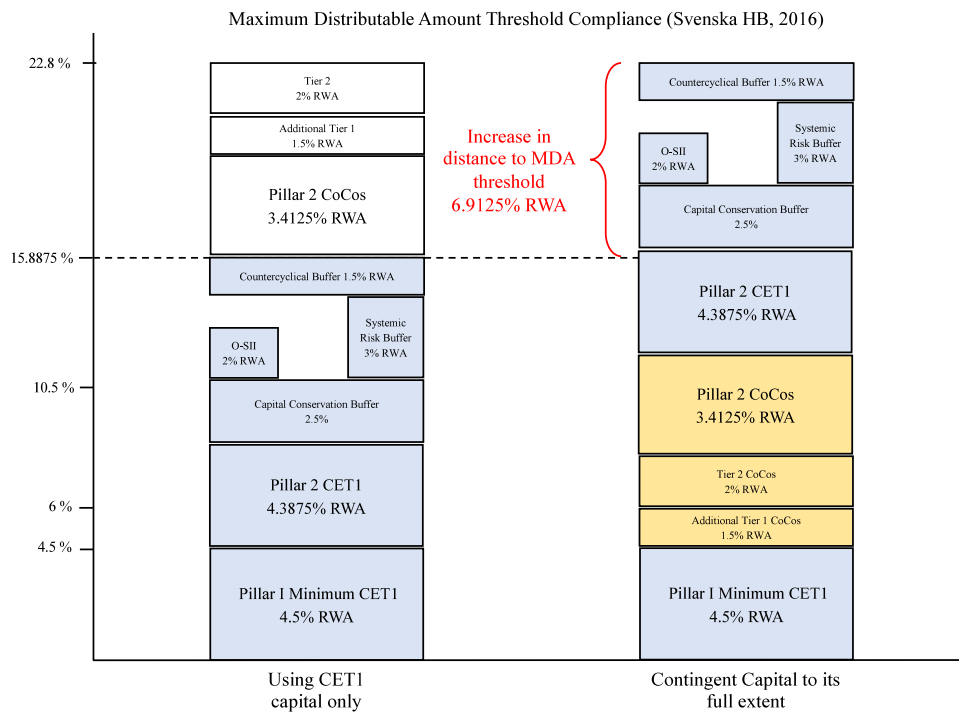 Maximum Distributable Amount Threshold Compliance (Svenska HB, 2016)
22.8 %
15.8875 %
10.5 %
6 %
4.5 %
Tier 2
2% RWA
Additional Tier 1
1.5% RWA
Pillar 2 CoCos
3.4125% RWA
Countercyclical Buffer 1.5% RWA
O-SII
2% RWA
Systemic
Risk Buffer
3% RWA
Capital Conservation Buffer
2.5%
Pillar 2 CET1
4.3875% RWA
Pillar I Minimum CET1
4.5% RWA
Using CET1
capital only
Increase in
distance to MDA
threshold
6.9125% RWA
Countercyclical Buffer 1.5% RWA
O-SII
2% RWA
Systemic
Risk Buffer
3% RWA
Capital Conservation Buffer
2.5%
Pillar 2 CET1
4.3875% RWA
Pillar 2 CoCos
3.4125% RWA
Tier 2 CoCos
2% RWA
Additional Tier 1 CoCos
1.5% RWA
Pillar I Minimum CET1
4.5% RWA
Contingent Capital to its
full extent